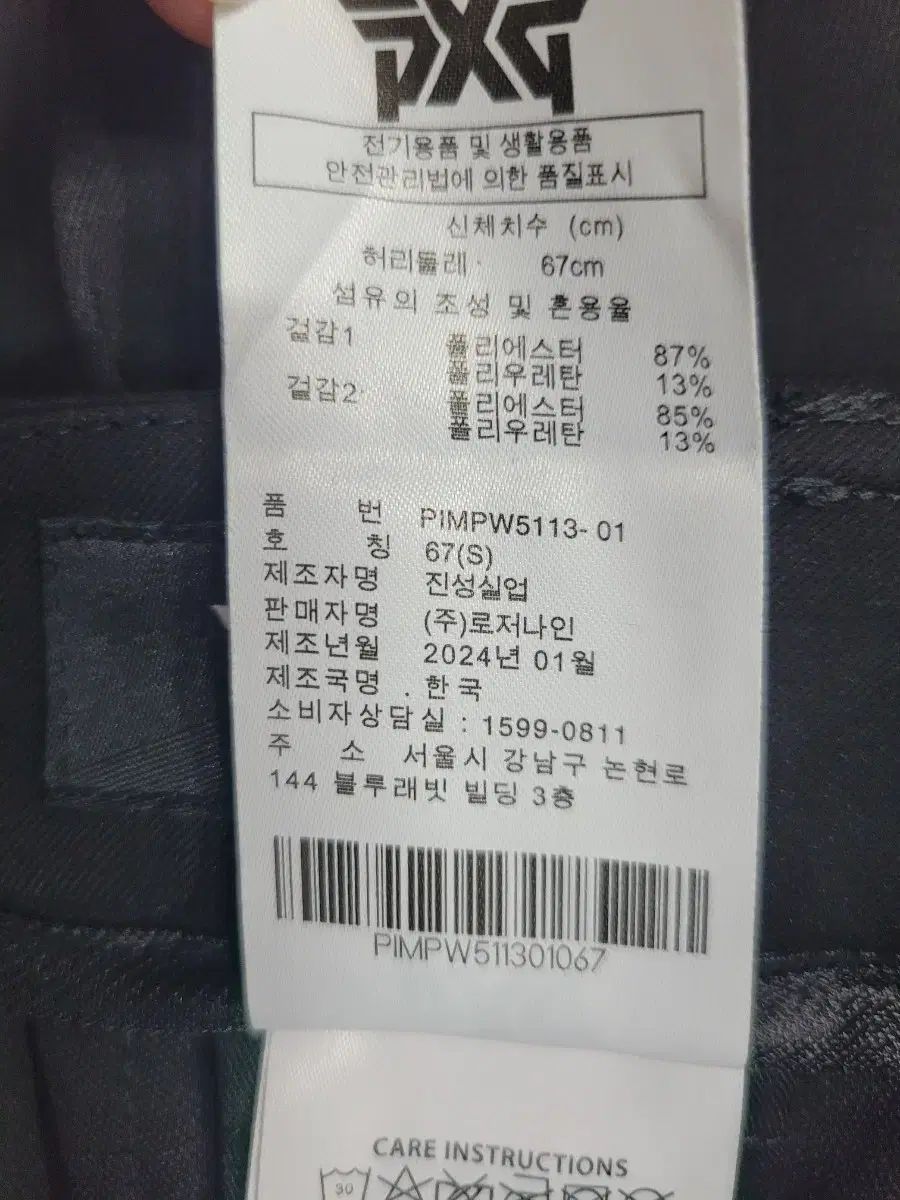 PXG
전기용품 및 생활용품
안전관리법에 의한 품질표시
신체치수 (cm)
허리둘레 67cm
섬유의 조성 및 혼용율
겉감1 폴리에스터 87%
폴리우레탄 13%
겉감2 폴리에스터 85%
폴리우레탄 13%
품 번 PIMPW5113-01
호 칭 67(S)
제조자명 진성실업
판매자명 (주)로저나인
제조년월 2024년 01월
제조국명 . 한국
소비자상담실 : 1599-0811
주 소 서울시 강남구 논현로
144 블루래빗 빌딩 3층
PIMPW511301067
CARE INSTRUCTIONS
30